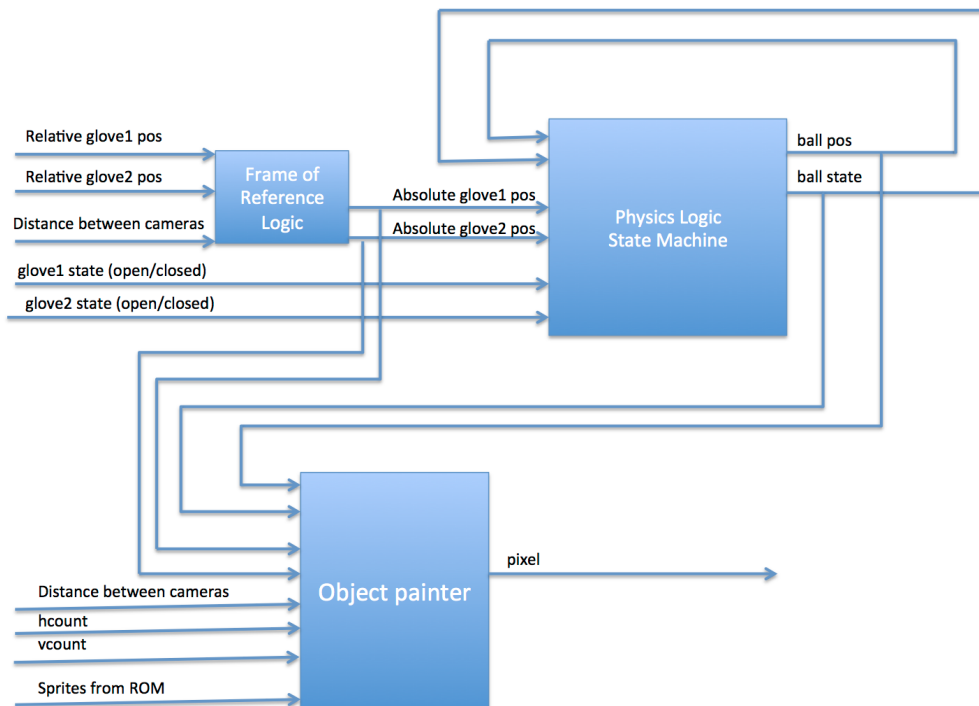 Relative glove1 pos
Relative glove2 pos
Distance between cameras
glove1 state (open/closed)
glove2 state (open/closed)
Frame of
Reference
Logic
Absolute glove1 pos
Absolute glove2 pos
Physics Logic
State Machine
ball pos
ball state
Object painter
pixel
Distance between cameras
hcount
vcount
Sprites from ROM